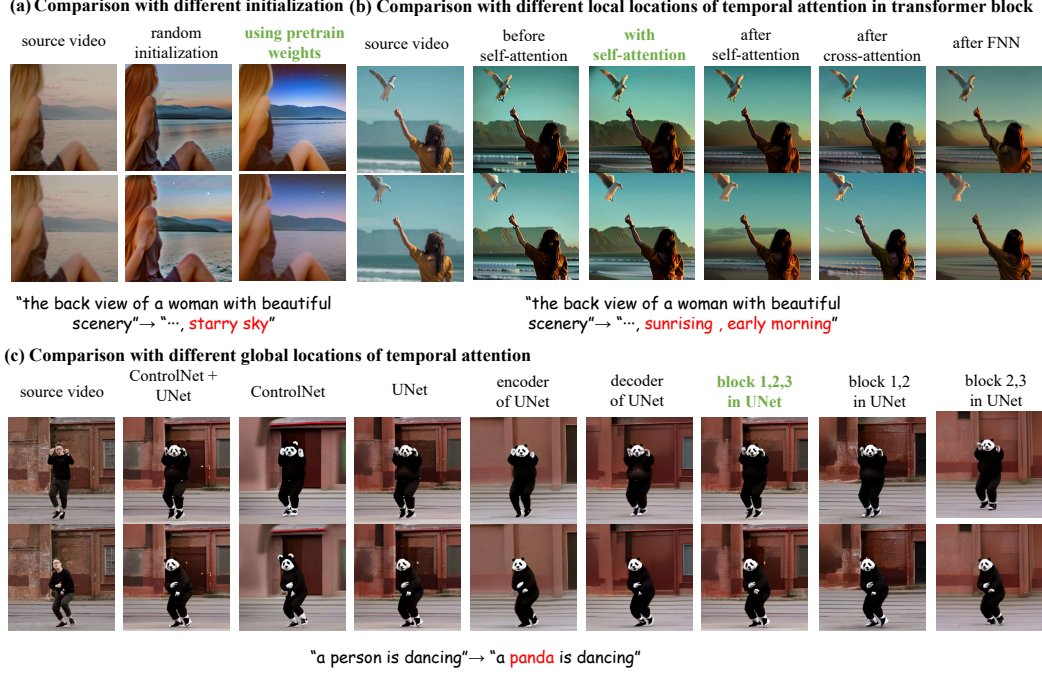 (a) Comparison with different initialization
(b) Comparison with different local locations of temporal attention in transformer block
source video
random
initialization
using pretrain
weights
source video
before
self-attention
with
self-attention
after
self-attention
after
cross-attention
after FNN
“the back view of a woman with beautiful
scenery”→ “···, starry sky”
“the back view of a woman with beautiful
scenery”→ “···, sunrising , early morning”
(c) Comparison with different global locations of temporal attention
source video
ControlNet +
UNet
ControlNet
UNet
encoder
of UNet
decoder
of UNet
block 1,2,3
in UNet
block 1,2
in UNet
block 2,3
in UNet
“a person is dancing”→ “a panda is dancing”